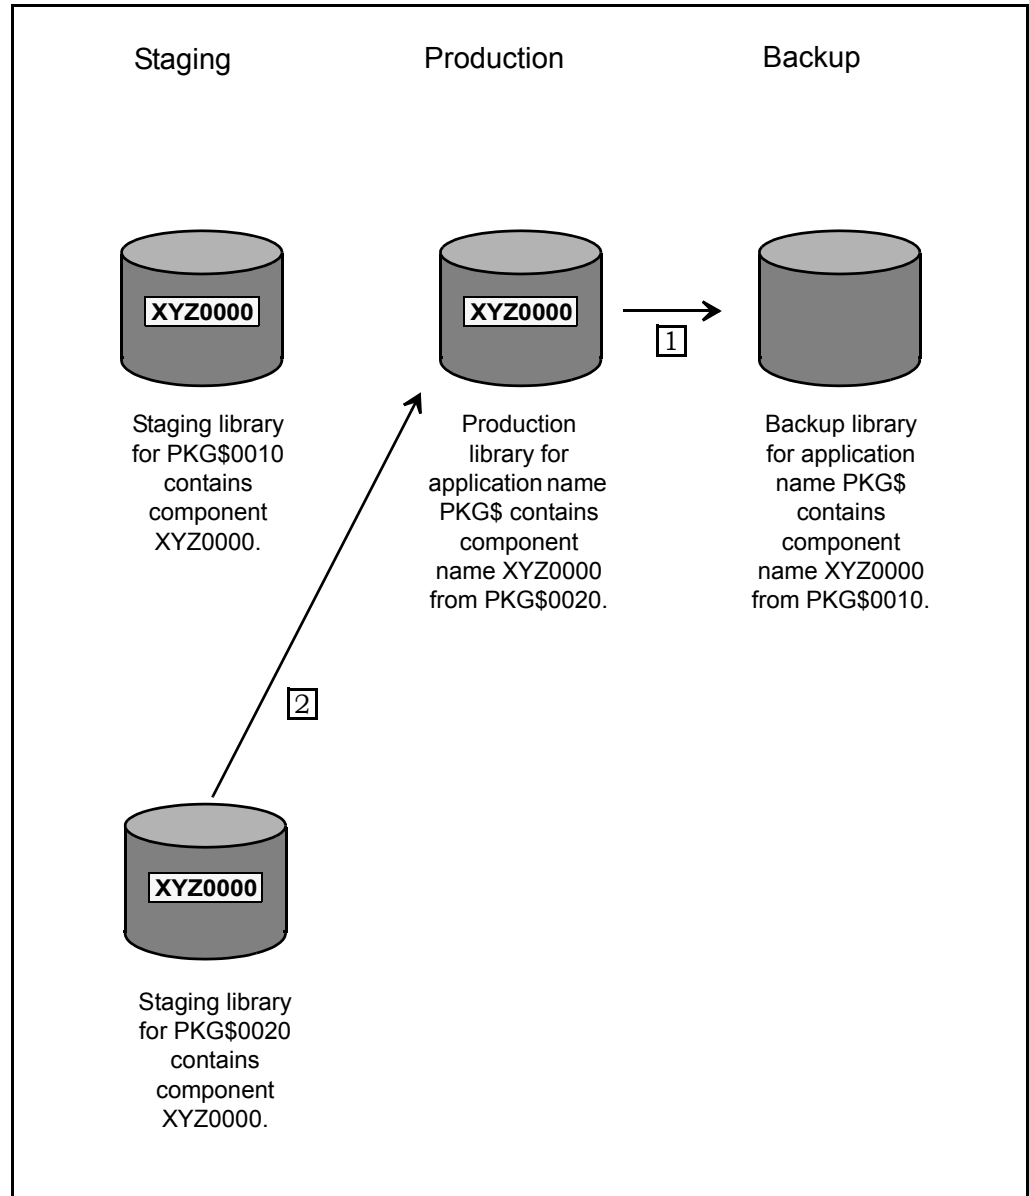 Staging
Production
Backup
XYZ0000
XYZ0000
1
Staging library
for PKG$0010
contains
component
XYZ0000.
Production
library for
application name
PKG$ contains
component
name XYZ0000
from PKG$0020.
Backup library
for application
name PKG$
contains
component
name XYZ0000
from PKG$0010.
2
XYZ0000
Staging library
for PKG$0020
contains
component
XYZ0000.